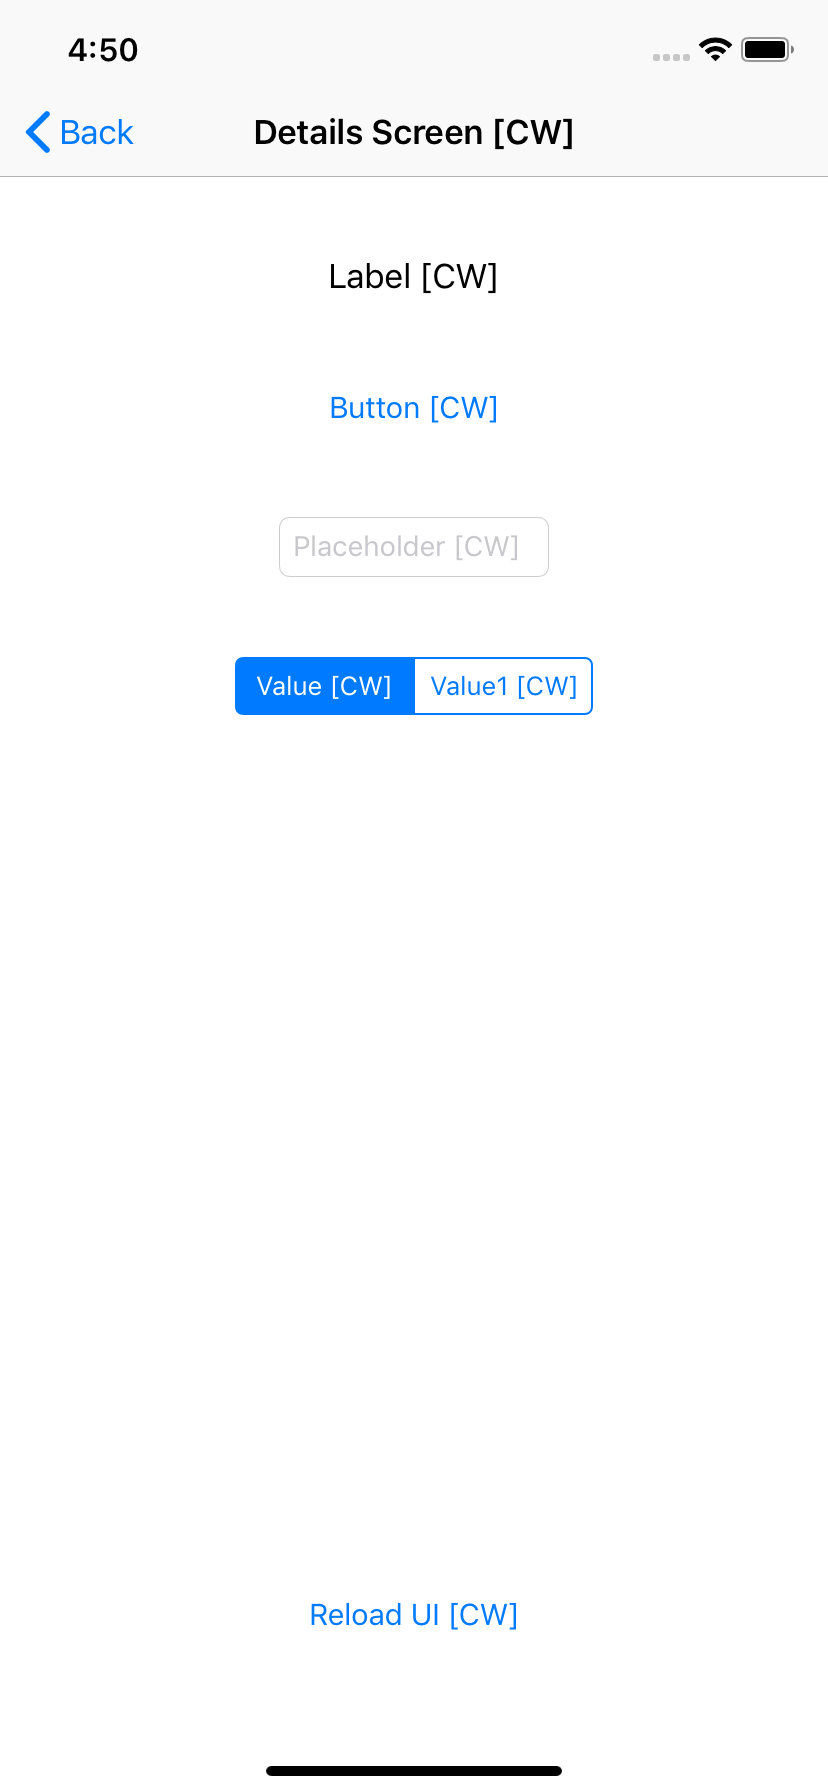 4:50
Back
Details Screen [CW]
Label [CW]
Button [CW]
Placeholder [CW]
Value [CW]
Value1 [CW]
Reload UI [CW]